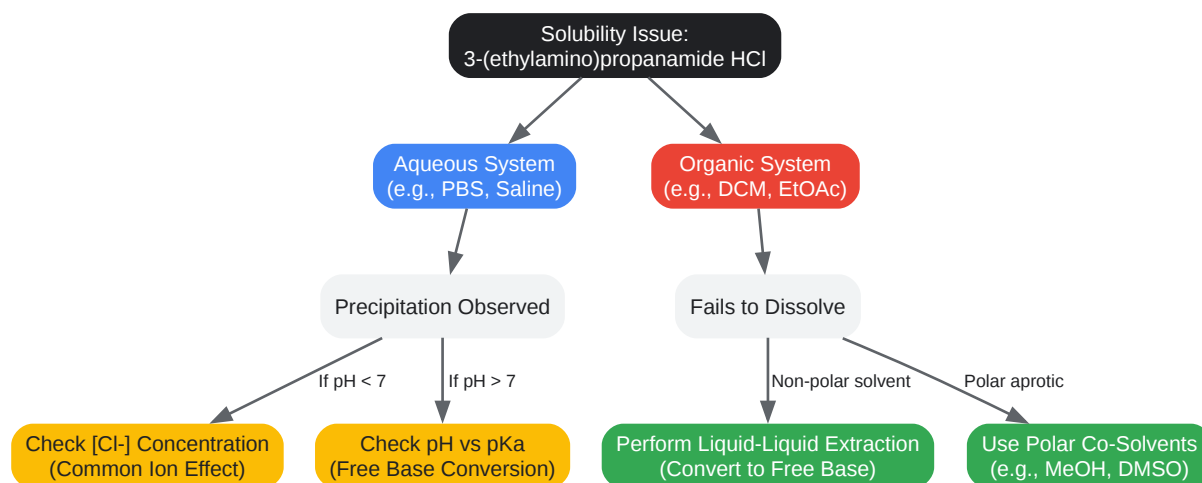 Solubility Issue:
3-(ethylamino)propanamide HCl
Aqueous System
(e.g., PBS, Saline)
Organic System
(e.g., DCM, EtOAc)
Precipitation Observed
Fails to Dissolve
If pH < 7
If pH > 7
Non-polar solvent
Polar aprotic
Check [Cl-] Concentration
(Common Ion Effect)
Check pH vs pKa
(Free Base Conversion)
Perform Liquid-Liquid Extraction
(Convert to Free Base)
Use Polar Co-Solvents
(e.g., MeOH, DMSO)